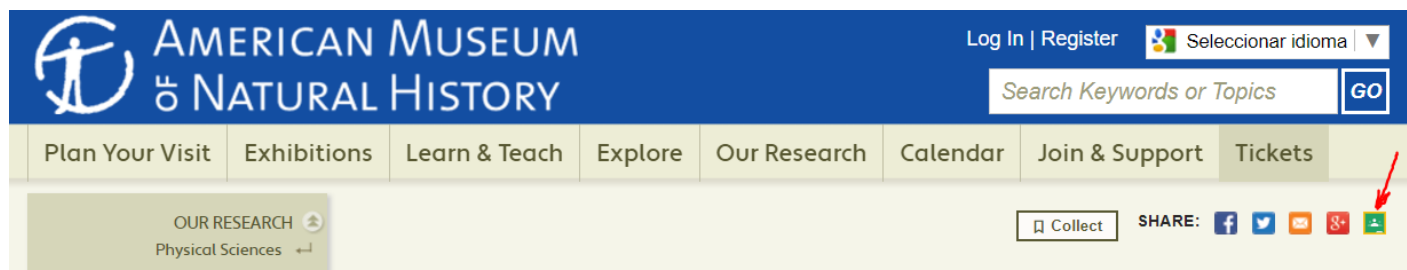 AMERICAN MUSEUM
OF NATURAL HISTORY
Log In | Register
Seleccionar idioma ▼
Search Keywords or Topics
GO
Plan Your Visit
Exhibitions
Learn & Teach
Explore
Our Research
Calendar
Join & Support
Tickets
OUR RESEARCH
Physical Sciences
Collect
SHARE: